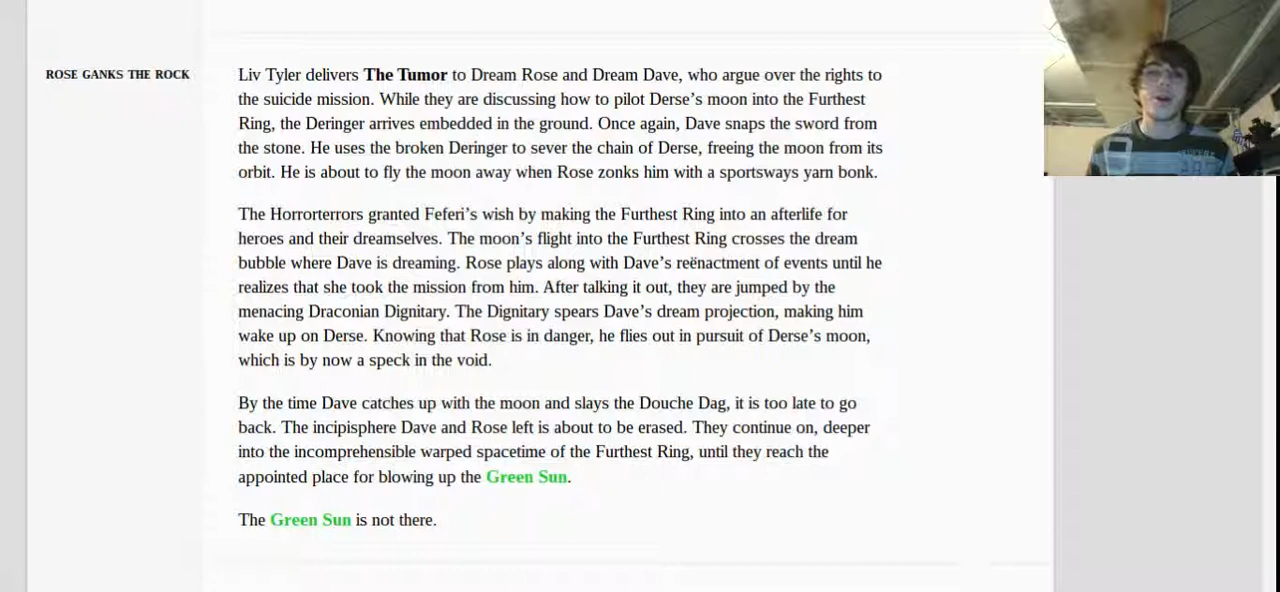 ROSE GANKS THE ROCK
Liv Tyler delivers The Tumor to Dream Rose and Dream Dave, who argue over the rights to
the suicide mission. While they are discussing how to pilot Derse’s moon into the Furthest
Ring, the Deringer arrives embedded in the ground. Once again, Dave snaps the sword from
the stone. He uses the broken Deringer to sever the chain of Derse, freeing the moon from its
orbit. He is about to fly the moon away when Rose zonks him with a sportsways yarn bonk.
The Horrorterrors granted Feferi’s wish by making the Furthest Ring into an afterlife for
heroes and their dreamselves. The moon’s flight into the Furthest Ring crosses the dream
bubble where Dave is dreaming. Rose plays along with Dave’s reënactment of events until he
realizes that she took the mission from him. After talking it out, they are jumped by the
menacing Draconian Dignitary. The Dignitary spears Dave’s dream projection, making him
wake up on Derse. Knowing that Rose is in danger, he flies out in pursuit of Derse’s moon,
which is by now a speck in the void.
By the time Dave catches up with the moon and slays the Douche Dag, it is too late to go
back. The incipisphere Dave and Rose left is about to be erased. They continue on, deeper
into the incomprehensible warped spacetime of the Furthest Ring, until they reach the
appointed place for blowing up the Green Sun.
The Green Sun is not there.